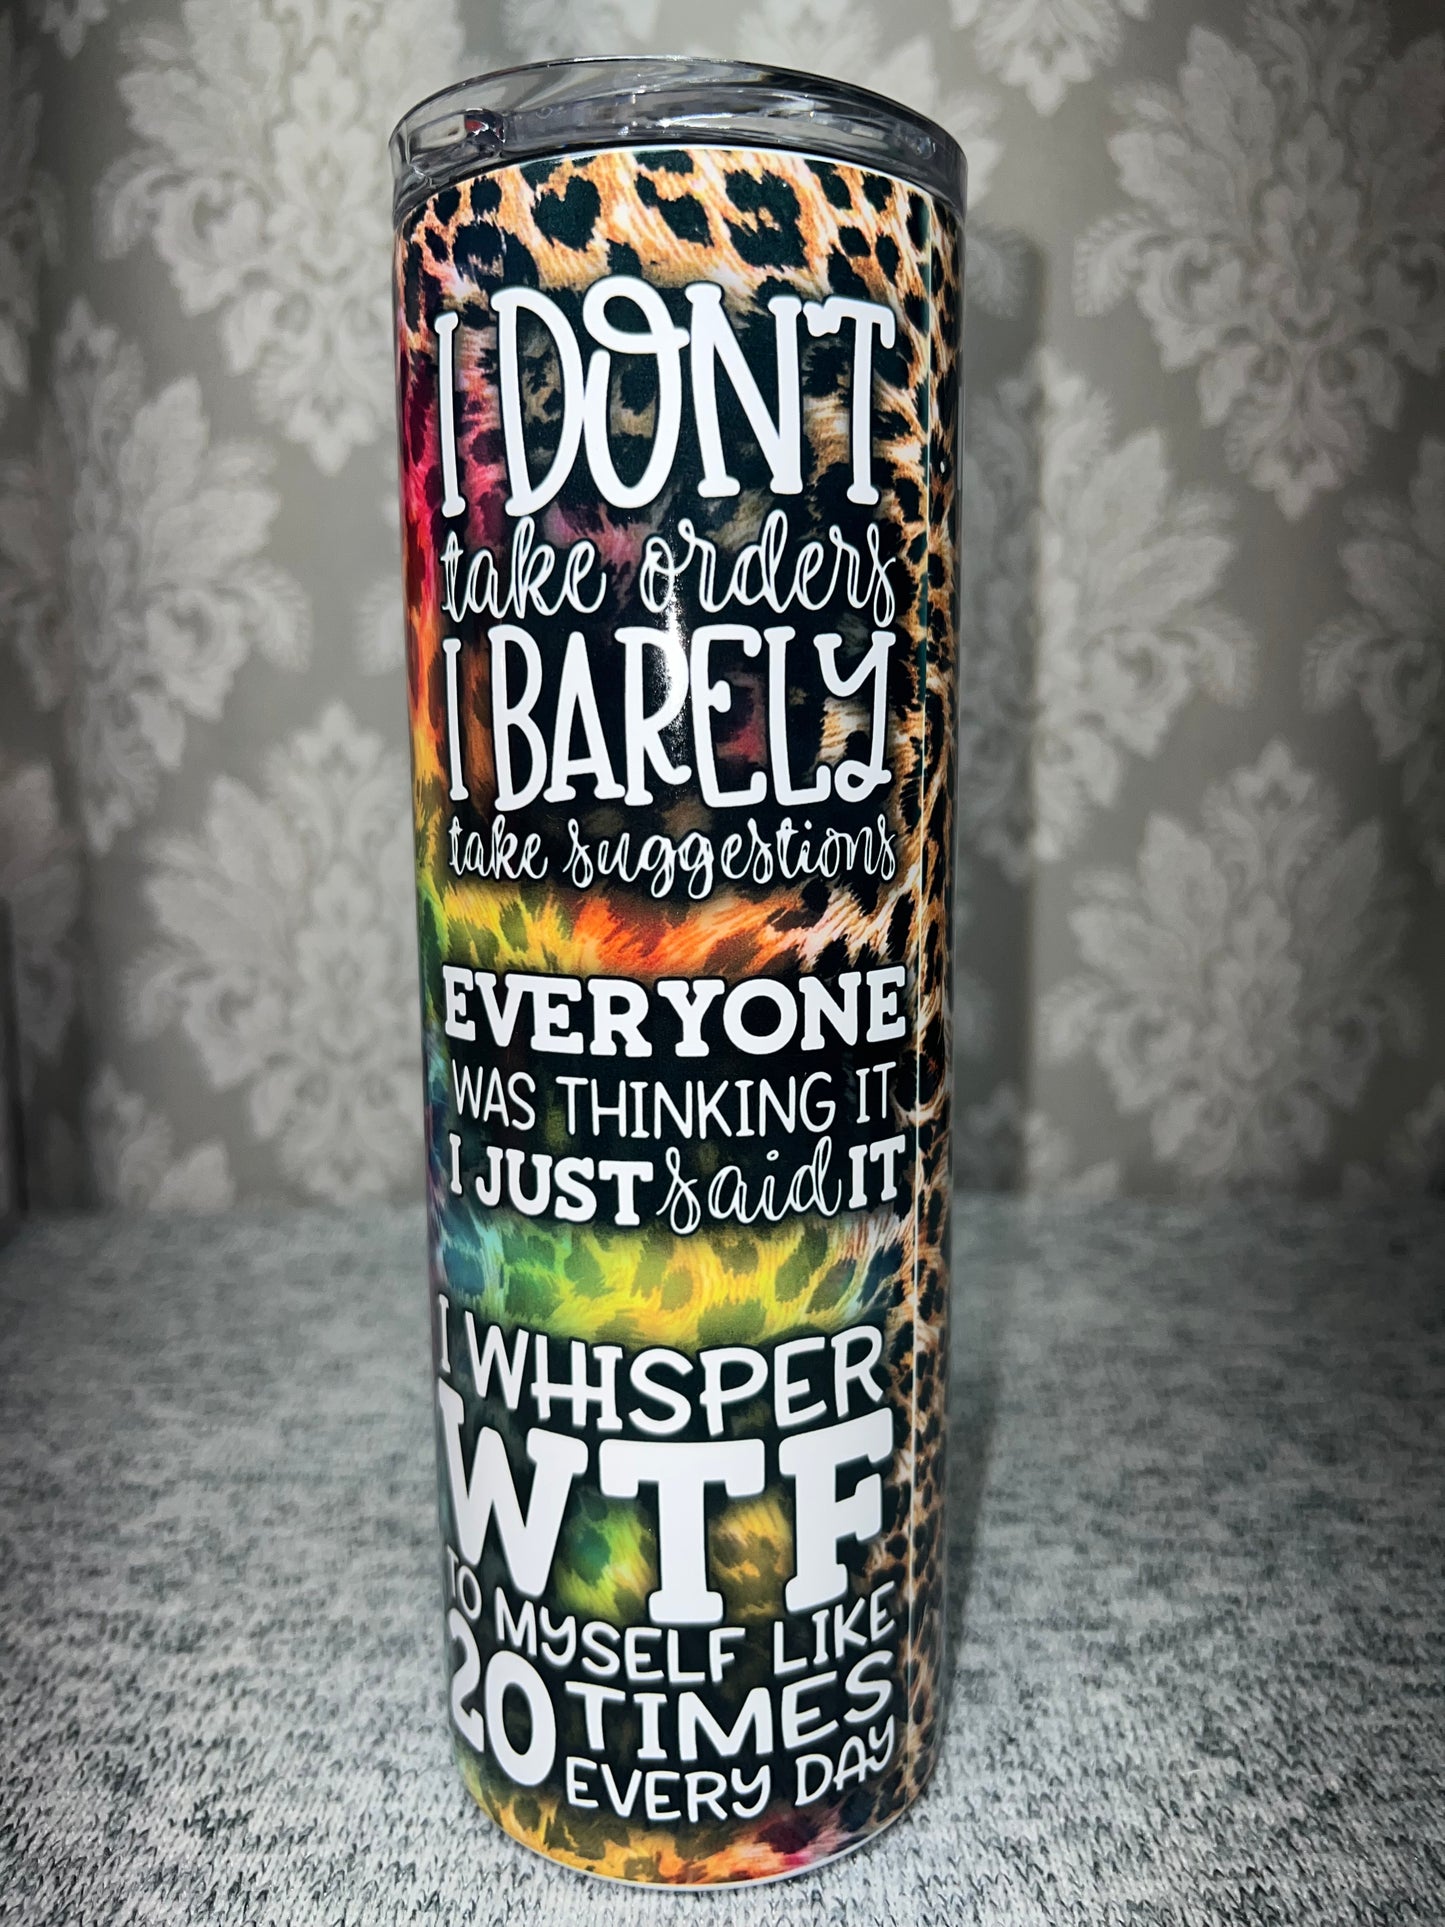 I DON'T
take orders
I BARELY
take suggestions
EVERYONE
WAS THINKING IT
I JUST said IT
I WHISPER
WTF
TO MYSELF LIKE
20 TIMES
EVERY DAY